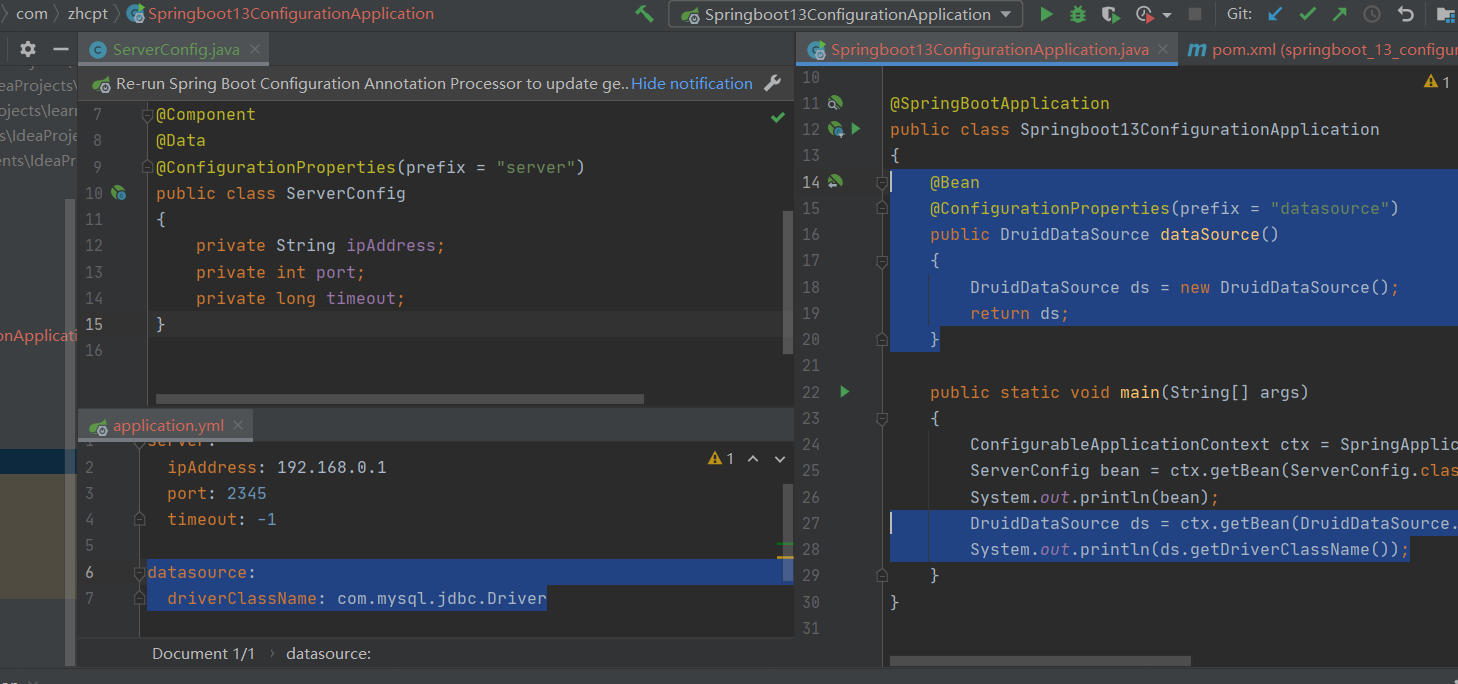 com zhcpt Springboot13ConfigurationApplication
Springboot13ConfigurationApplication Git:
ServerConfig.java
Re-run Spring Boot Configuration Annotation Processor to update ge.. Hide notification
7 @Component
8 @Data
9 @ConfigurationProperties(prefix = "server")
10 public class ServerConfig
11 {
12 private String ipAddress;
13 private int port;
14 private long timeout;
15 }
16
application.yml
1 server:
2 ipAddress: 192.168.0.1
3 port: 2345
4 timeout: -1
5
6 datasource:
7 driverClassName: com.mysql.jdbc.Driver
1
Document 1/1 datasource:
Springboot13ConfigurationApplication.java pom.xml (springboot_13_configur
1
10
11 @SpringBootApplication
12 public class Springboot13ConfigurationApplication
13 {
14 @Bean
15 @ConfigurationProperties(prefix = "datasource")
16 public DruidDataSource dataSource()
17 {
18 DruidDataSource ds = new DruidDataSource();
19 return ds;
20 }
21
22 public static void main(String[] args)
23 {
24 ConfigurableApplicationContext ctx = SpringApplic
25 ServerConfig bean = ctx.getBean(ServerConfig.clas
26 System.out.println(bean);
27 DruidDataSource ds = ctx.getBean(DruidDataSource.
28 System.out.println(ds.getDriverClassName());
29 }
30 }
31
eaProjects\
ojects\learn
s\IdeaProje
ents\IdeaPr
onApplicati